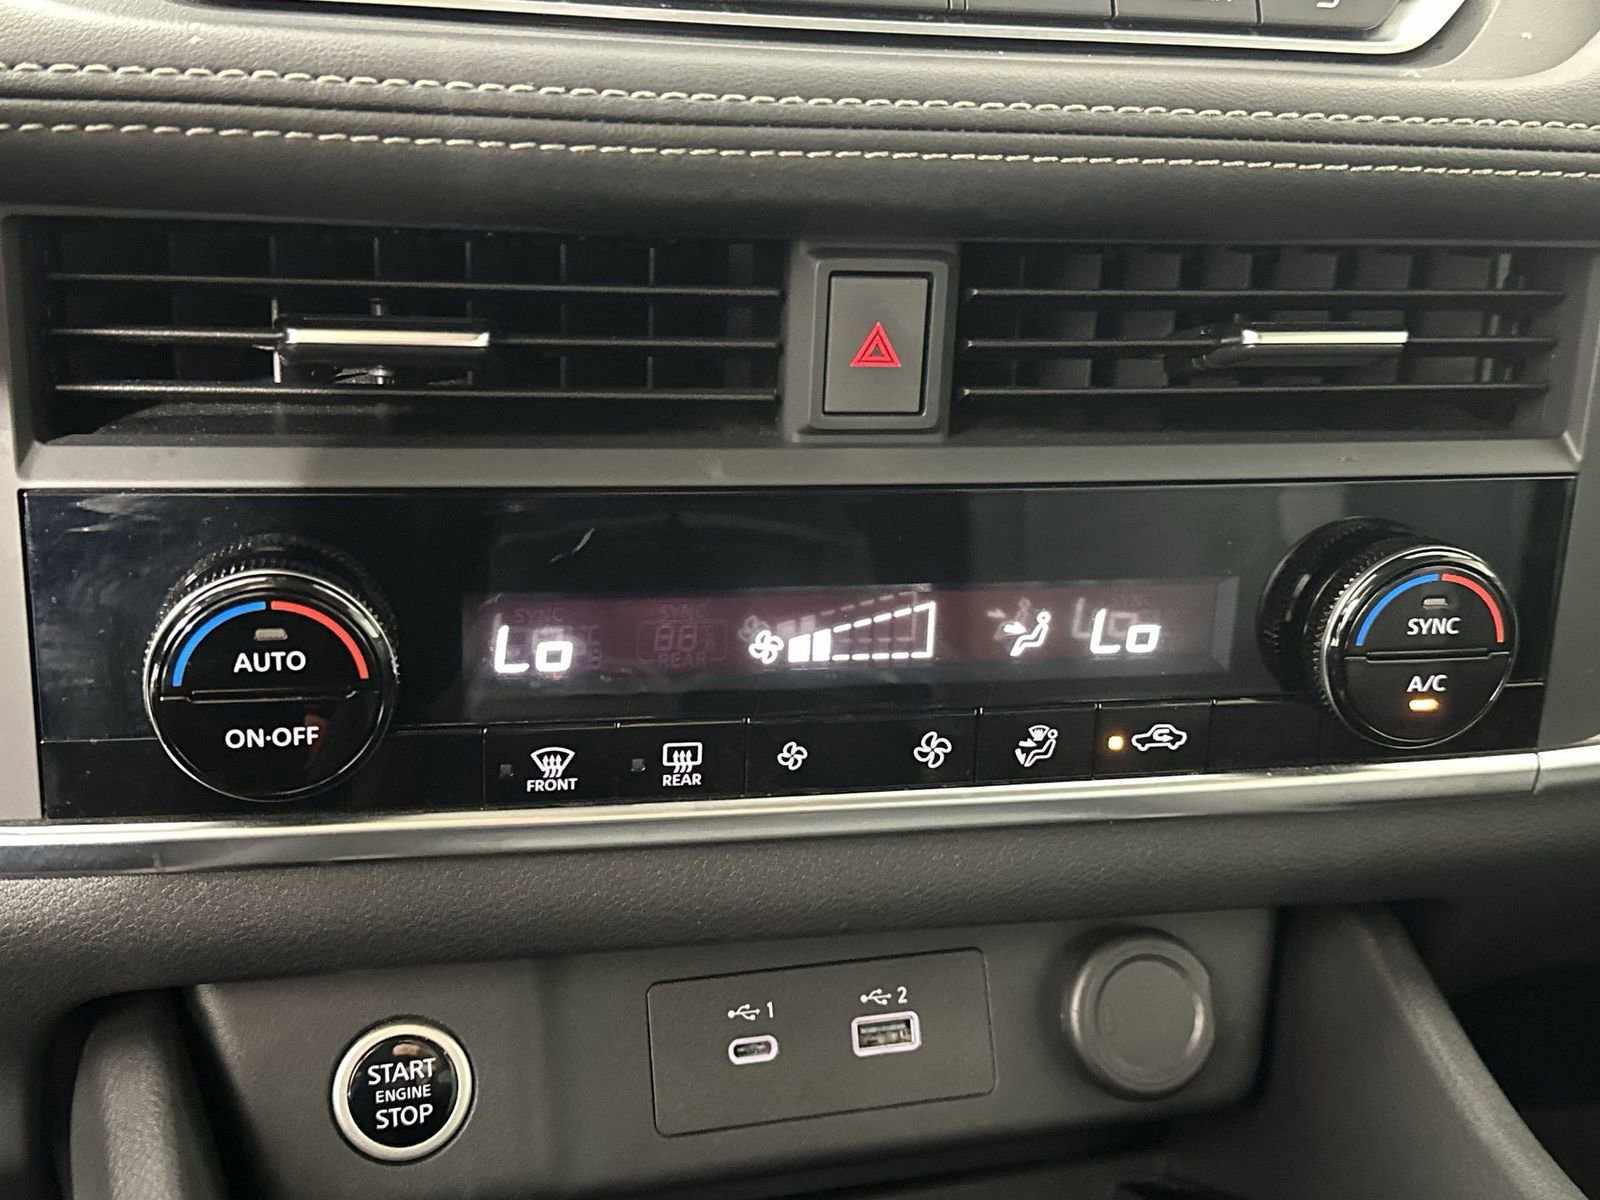 Lo
Lo
AUTO
ON·OFF
SYNC
A/C
FRONT
REAR
1
2
START
ENGINE
STOP